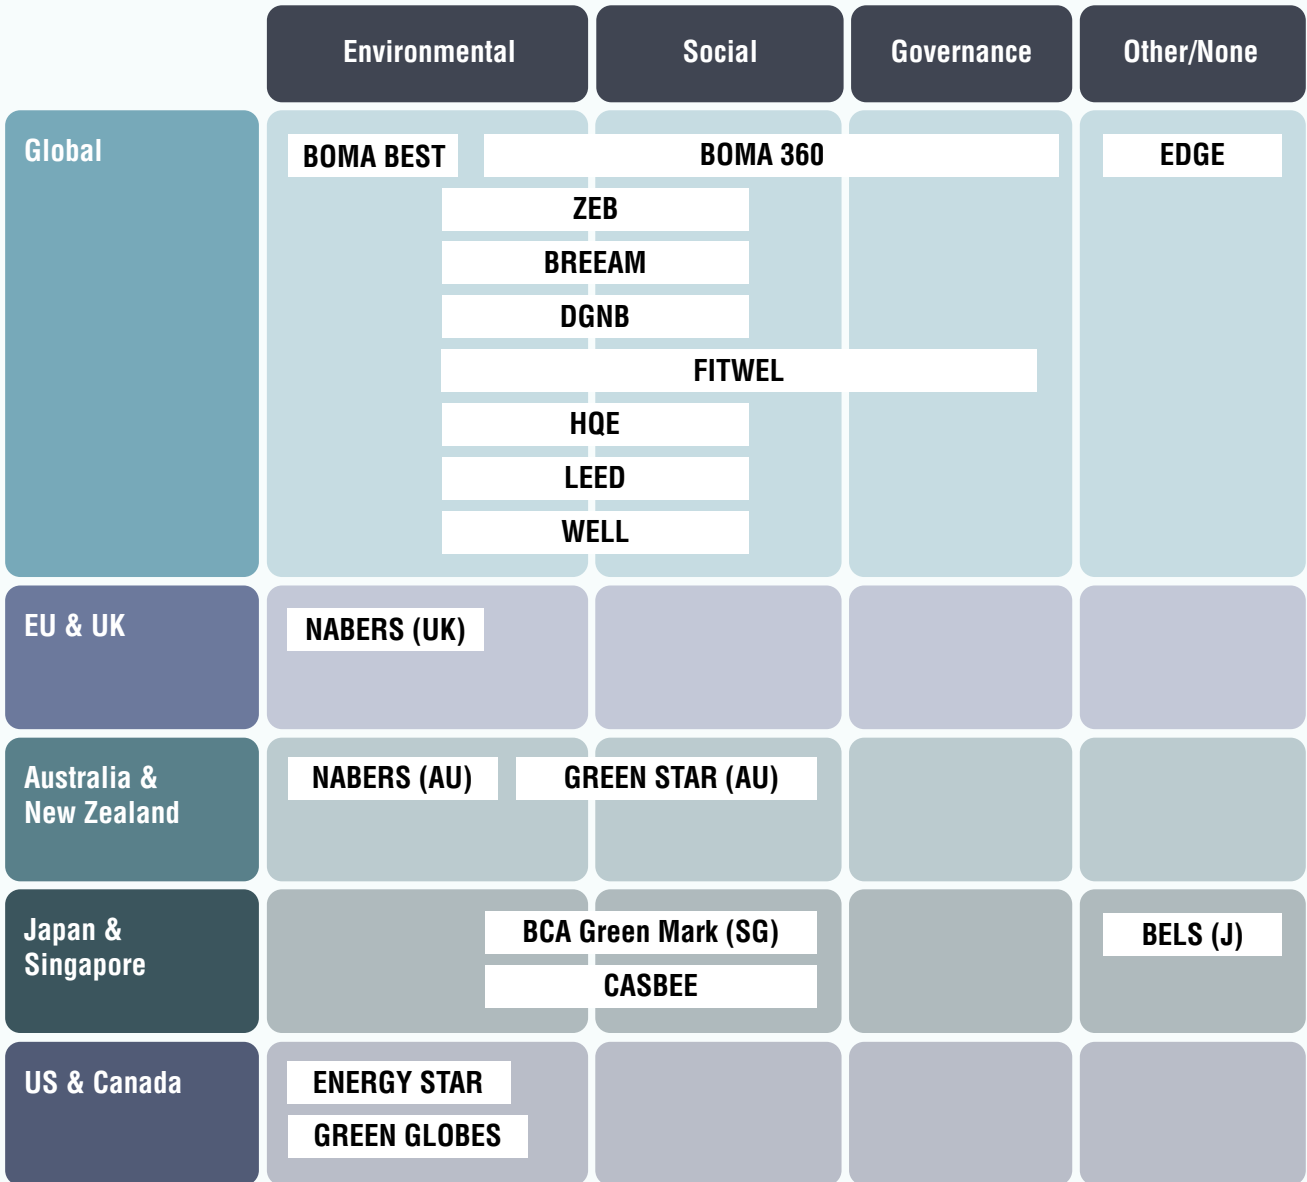 Environmental
Social
Governance
Other/None
Global
BOMA BEST
BOMA 360
EDGE
ZEB
BREEAM
DGNB
FITWEL
HQE
LEED
WELL
EU & UK
NABERS (UK)
Australia &
New Zealand
NABERS (AU)
GREEN STAR (AU)
Japan &
Singapore
BCA Green Mark (SG)
BELS (J)
CASBEE
US & Canada
ENERGY STAR
GREEN GLOBES